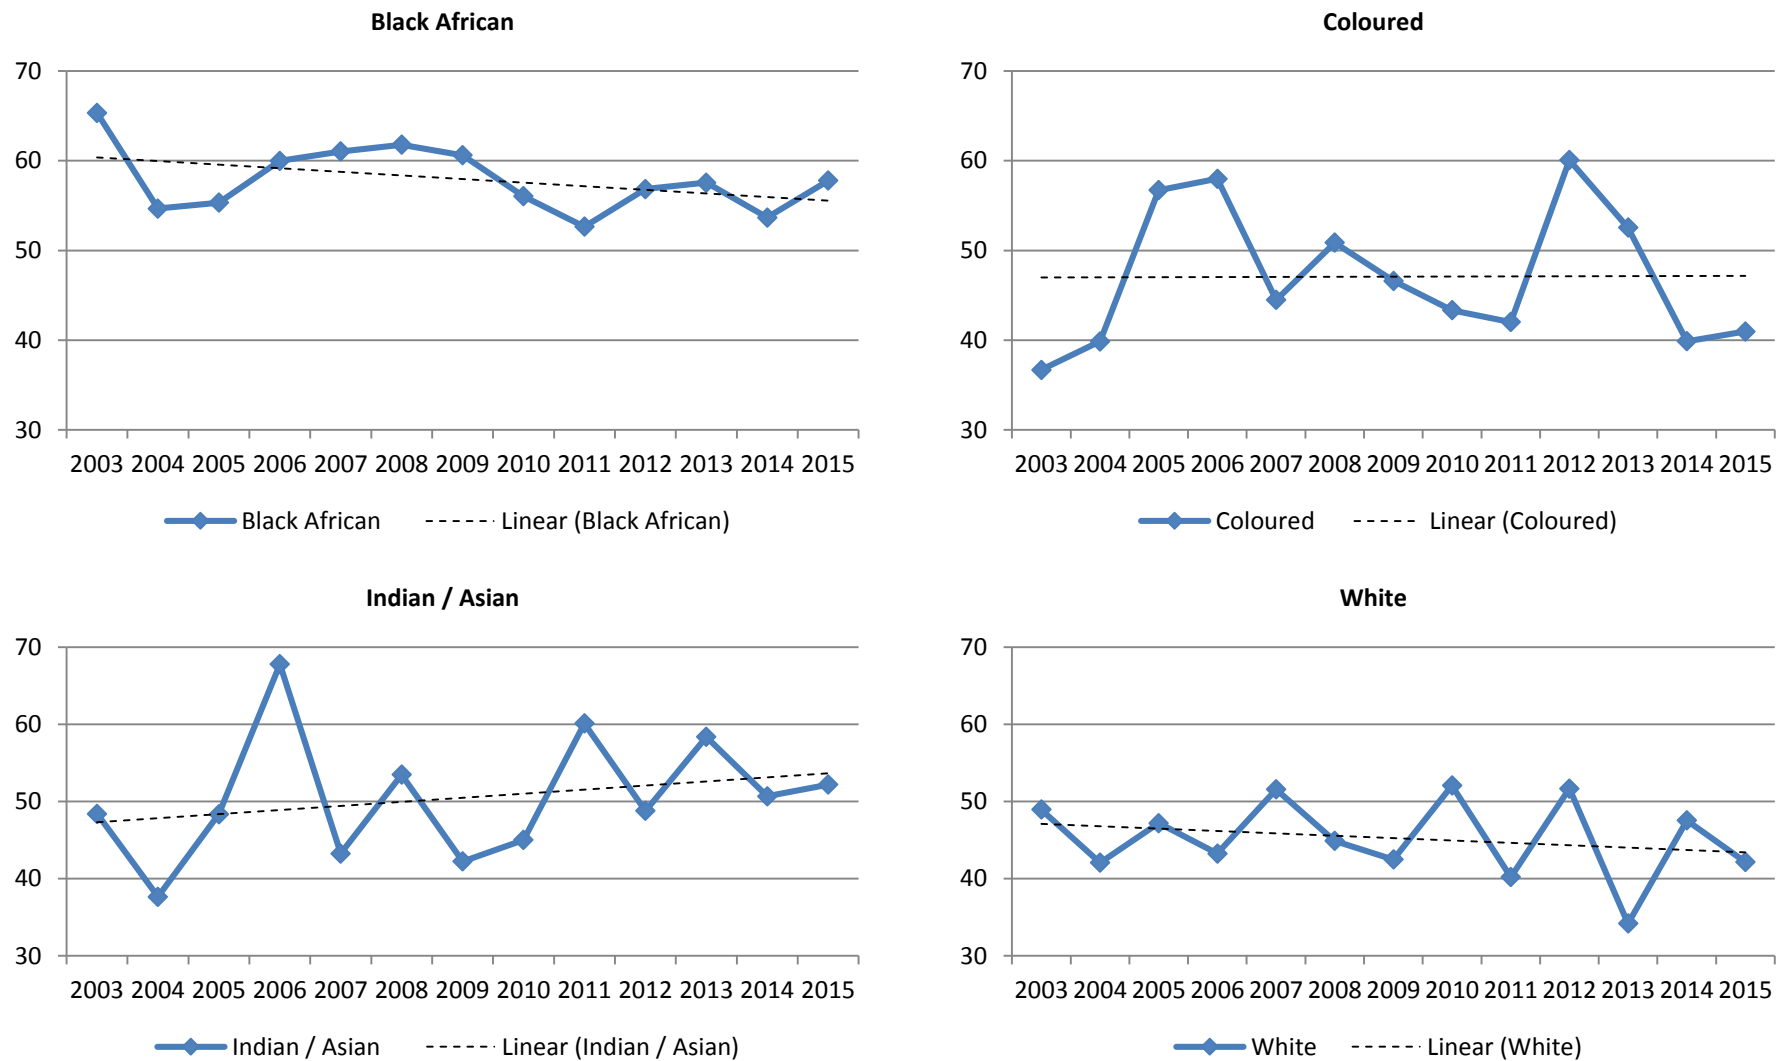 Black African
70
60
50
40
30
2003 2004 2005 2006 2007 2008 2009 2010 2011 2012 2013 2014 2015
Black African Linear (Black African)
Coloured
70
60
50
40
30
2003 2004 2005 2006 2007 2008 2009 2010 2011 2012 2013 2014 2015
Coloured Linear (Coloured)
Indian / Asian
70
60
50
40
30
2003 2004 2005 2006 2007 2008 2009 2010 2011 2012 2013 2014 2015
Indian / Asian Linear (Indian / Asian)
White
70
60
50
40
30
2003 2004 2005 2006 2007 2008 2009 2010 2011 2012 2013 2014 2015
White Linear (White)